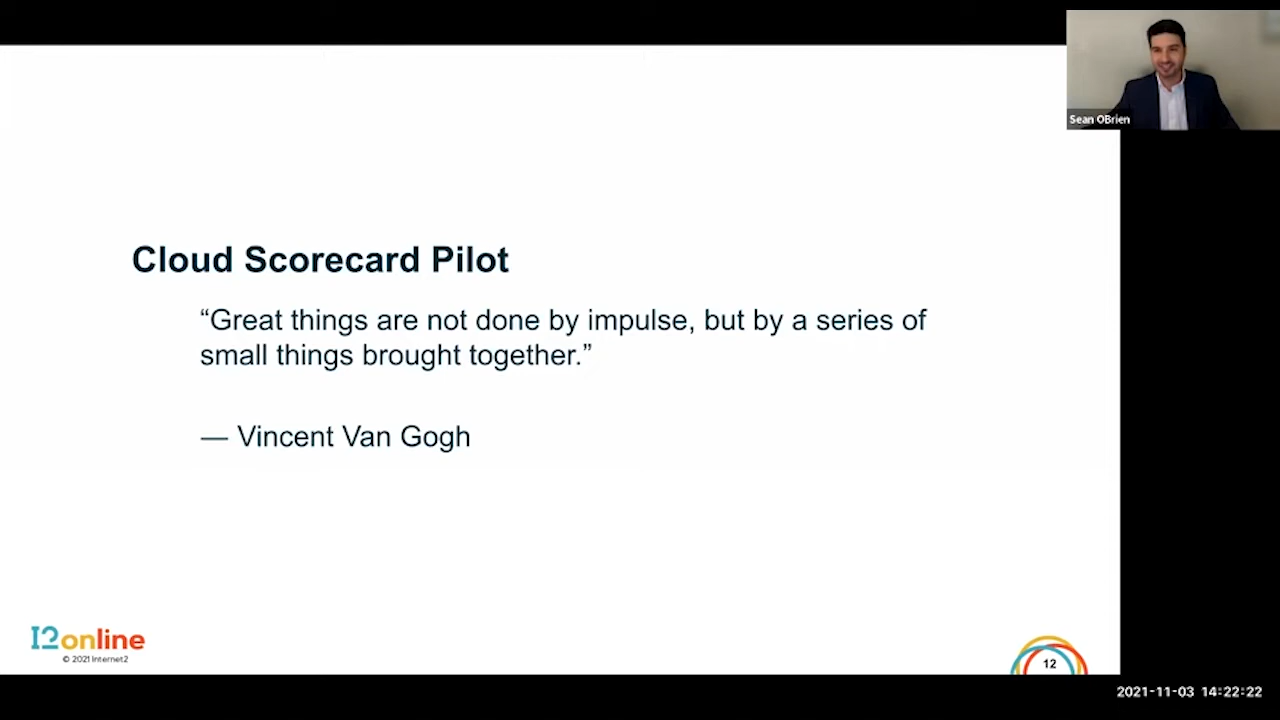 Sean OBrien
Cloud Scorecard Pilot
“Great things are not done by impulse, but by a series of
small things brought together.”
— Vincent Van Gogh
I2online
© 2021 Internet2
12
2021-11-03 14:22:22